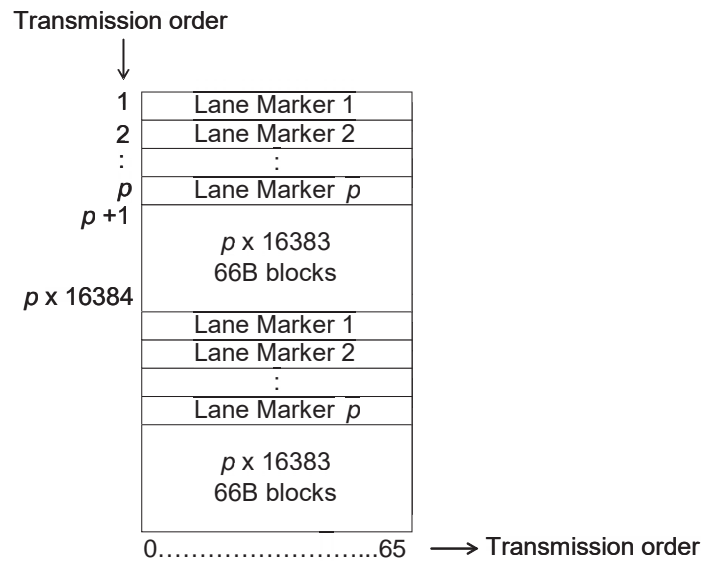 Transmission order
1 Lane Marker 1
2 Lane Marker 2
: :
p Lane Marker p
p +1
p x 16383
66B blocks
p x 16384
Lane Marker 1
Lane Marker 2
:
Lane Marker p
p x 16383
66B blocks
0……………………...65 Transmission order